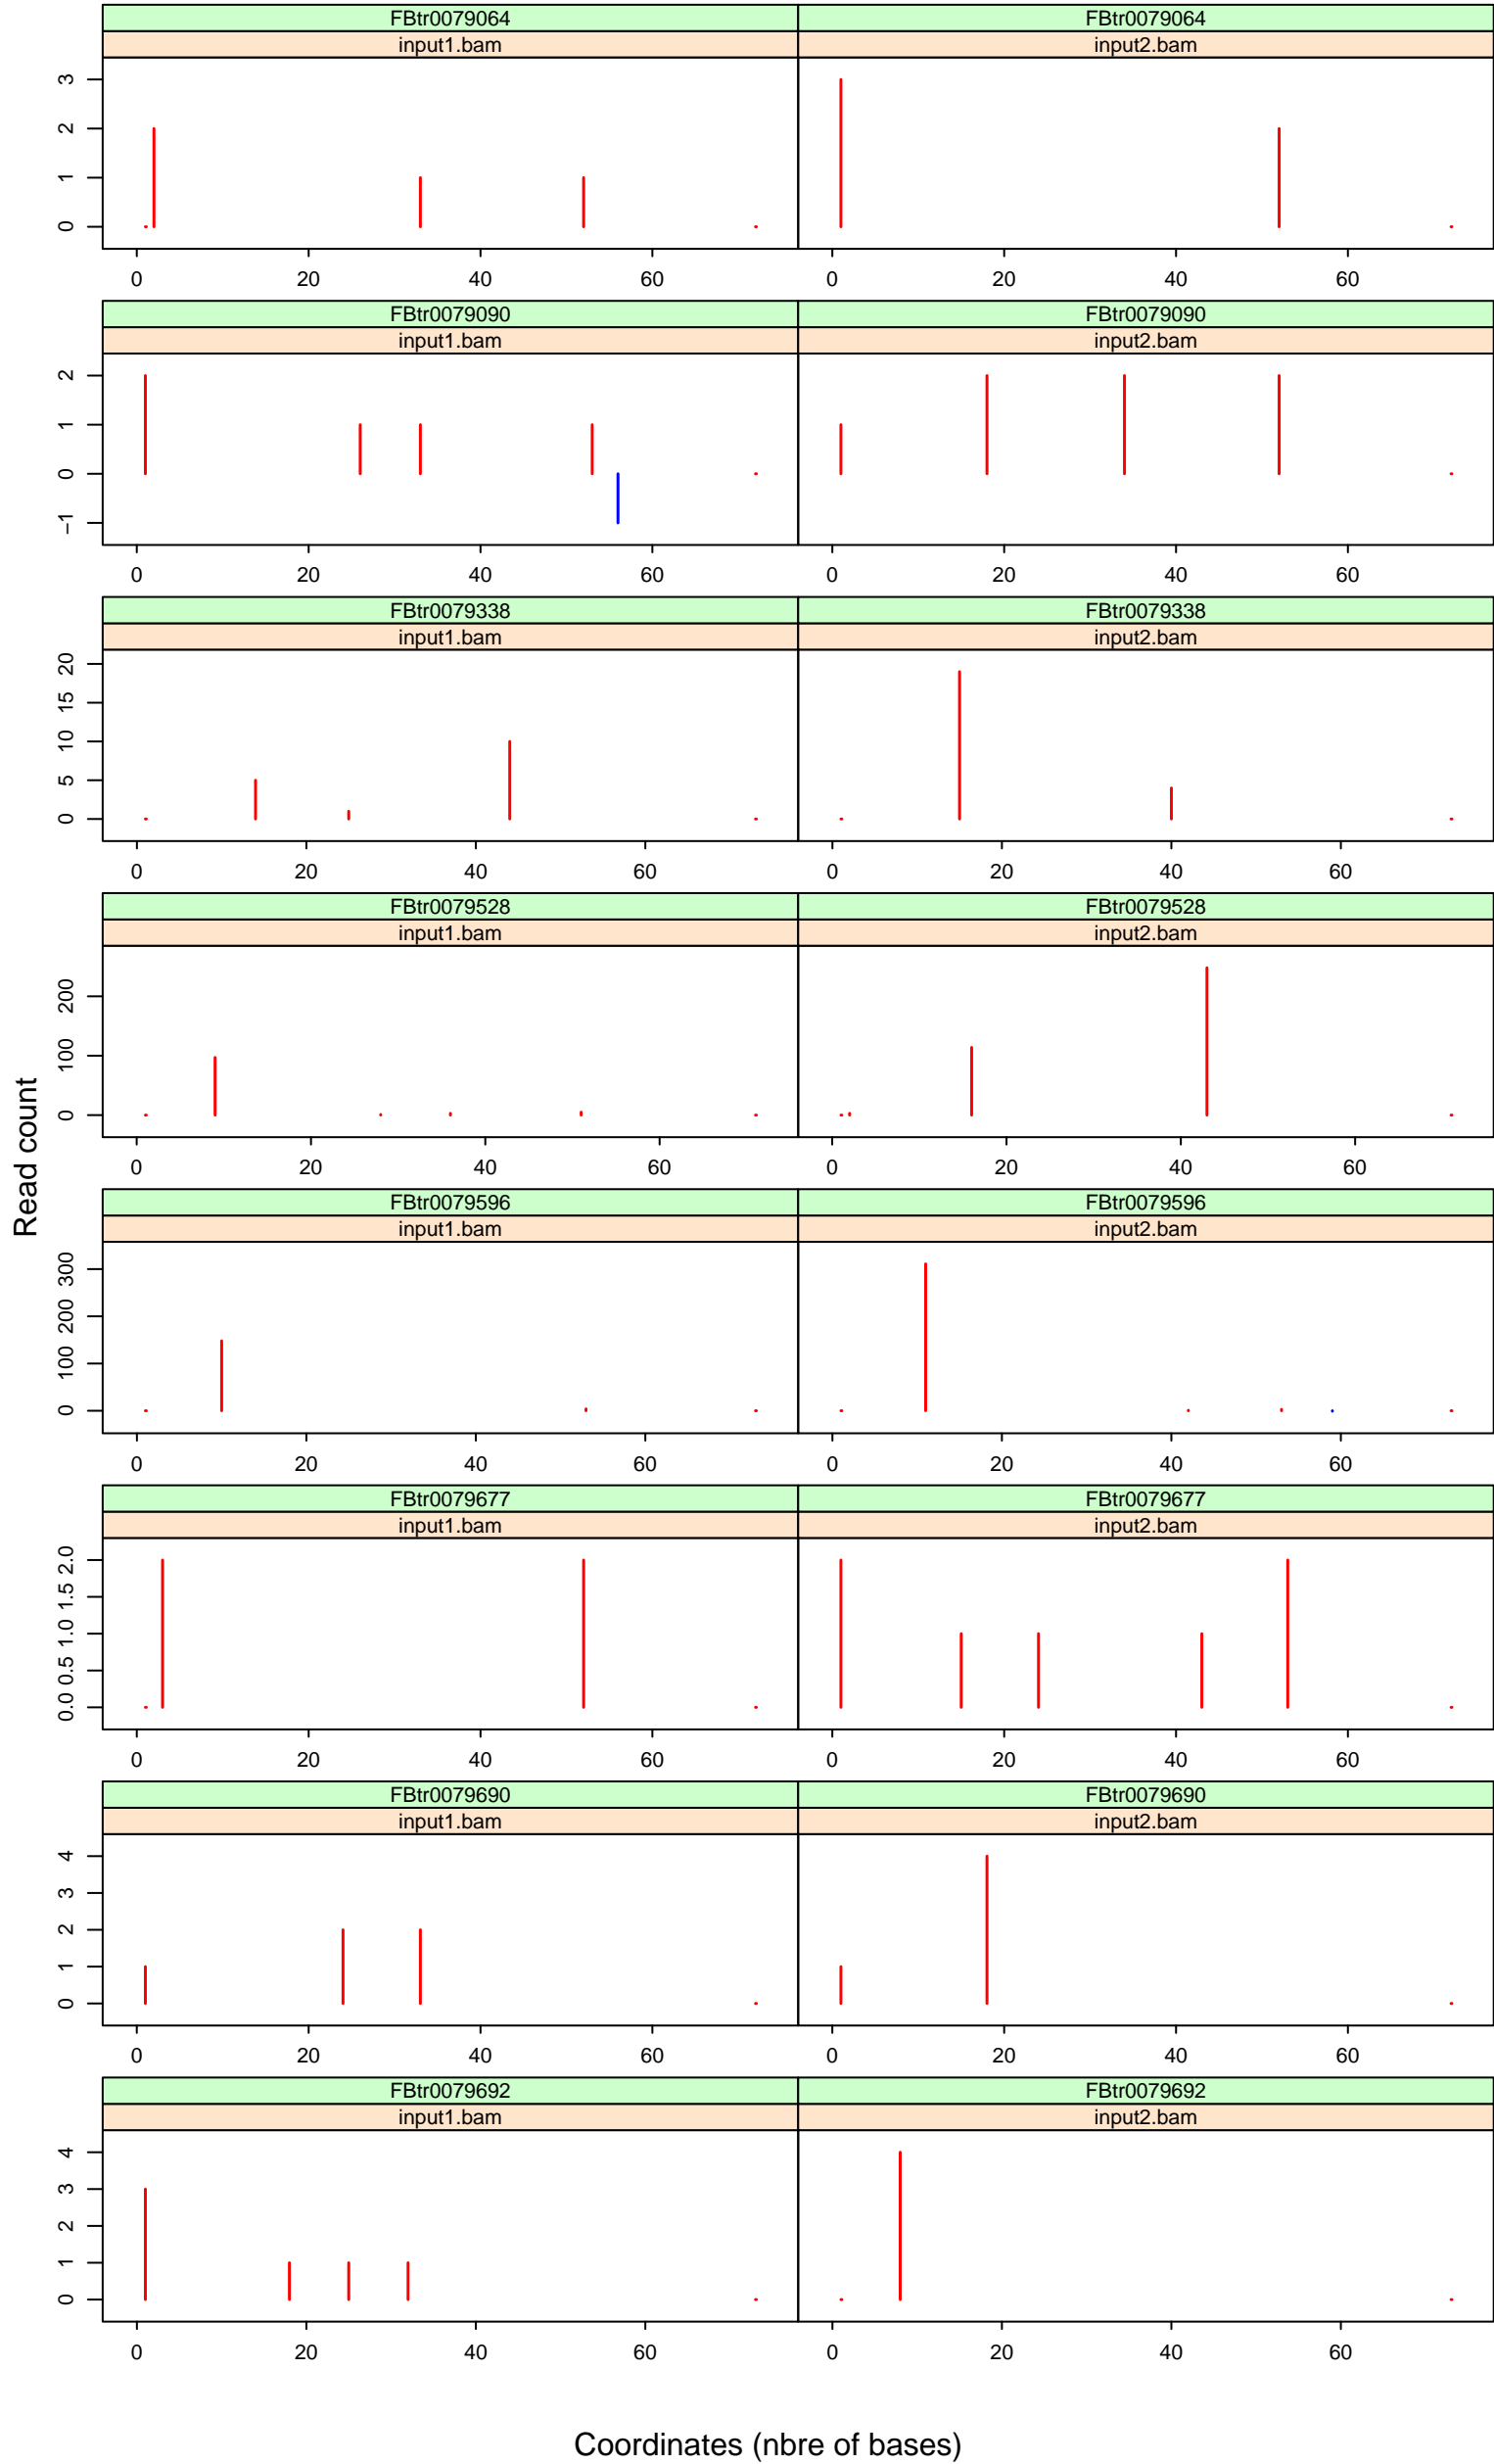 FBtr0079064 FBtr0079064
input1.bam input2.bam
3
2
1
0
0 20 40 60 0 20 40 60
FBtr0079090 FBtr0079090
input1.bam input2.bam
2
1
0
−1
0 20 40 60 0 20 40 60
FBtr0079338 FBtr0079338
input1.bam input2.bam
20
15
10
5
0
0 20 40 60 0 20 40 60
FBtr0079528 FBtr0079528
input1.bam input2.bam
200
100
0
0 20 40 60 0 20 40 60
Read count
FBtr0079596 FBtr0079596
input1.bam input2.bam
300
200
100
0
0 20 40 60 0 20 40 60
FBtr0079677 FBtr0079677
input1.bam input2.bam
2.0
1.5
1.0
0.5
0.0
0 20 40 60 0 20 40 60
FBtr0079690 FBtr0079690
input1.bam input2.bam
4
3
2
1
0
0 20 40 60 0 20 40 60
FBtr0079692 FBtr0079692
input1.bam input2.bam
4
3
2
1
0
0 20 40 60 0 20 40 60
Coordinates (nbre of bases)